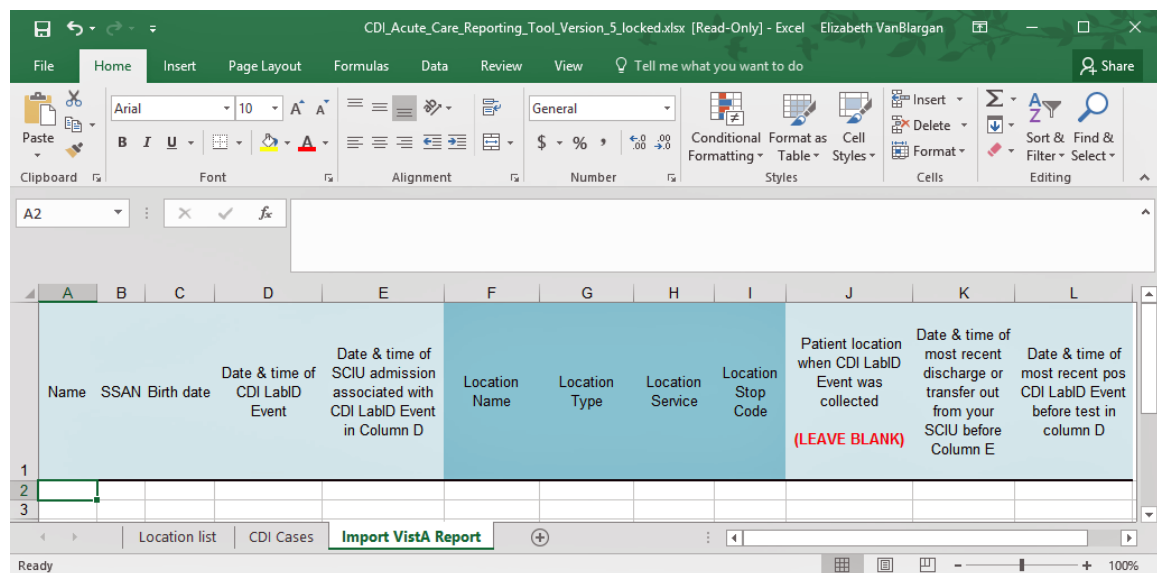 CDI_Acute_Care_Reporting_Tool_Version_5_locked.xlsx [Read-Only] - Excel Elizabeth VanBlargan
File Home Insert Page Layout Formulas Data Review View Tell me what you want to do Share
Paste
Clipboard
Arial 10 A A
B I U A
Font
Alignment
General
$ % , .0 .00 .00 .0
Number
Conditional Formatting
Format as Table
Cell Styles
Styles
Insert
Delete
Format
Cells
Σ
Sort & Filter
Find & Select
Editing
A2 fx
A B C D E F G H I J K L
1
Name
SSAN
Birth date
Date & time of
CDI LabID
Event
Date & time of
SCIU admission
associated with
CDI LabID Event
in Column D
Location
Name
Location
Type
Location
Service
Location
Stop
Code
Patient location
when CDI LabID
Event was
collected
(LEAVE BLANK)
Date & time of
most recent
discharge or
transfer out
from your
SCIU before
Column E
Date & time of
most recent pos
CDI LabID Event
before test in
column D
2
3
Location list CDI Cases Import VistA Report
Ready 100%